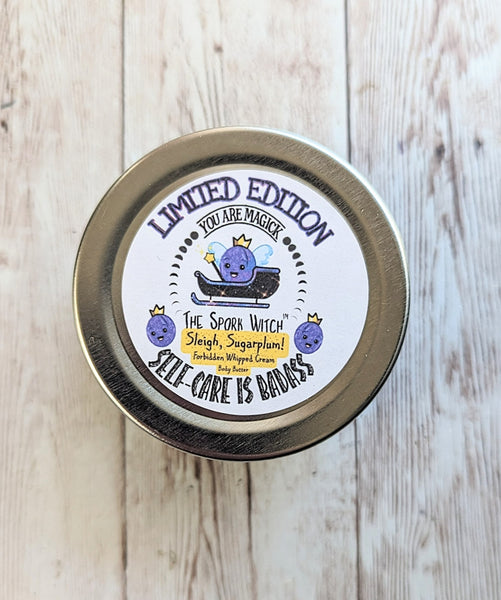 LIMITED EDITION
YOU ARE MAGICK
THE SPORK WITCH™
Sleigh, Sugarplum!
Forbidden Whipped Cream
Body Butter
SELF-CARE IS BADASS